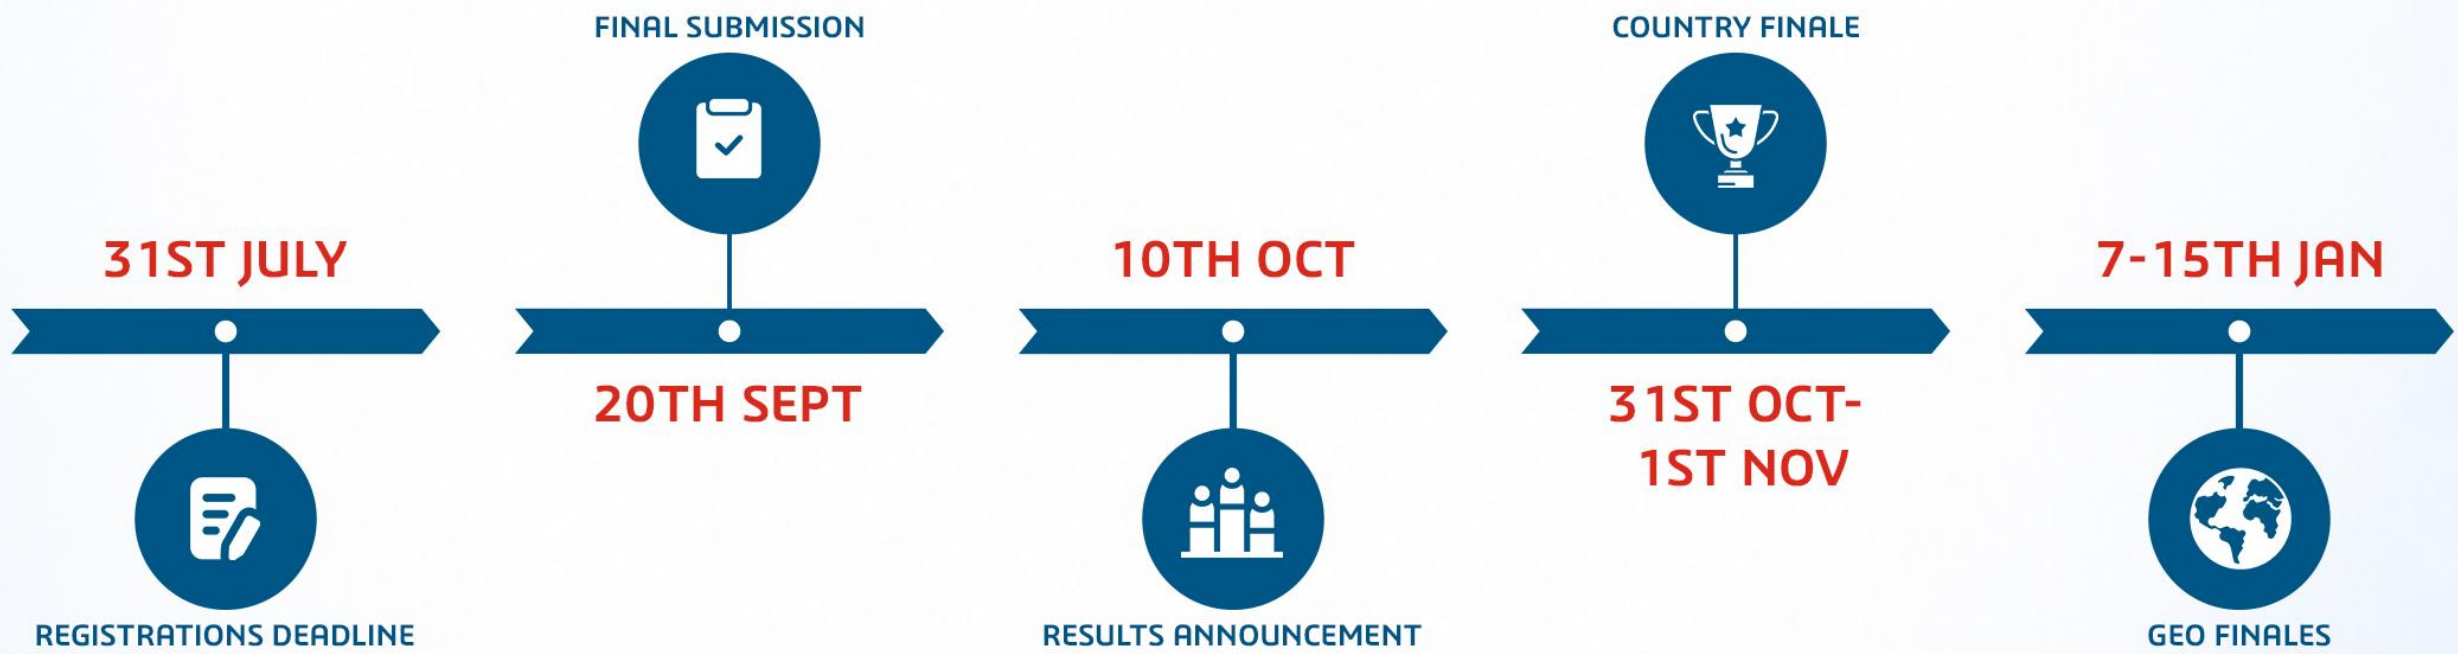 31ST JULY
REGISTRATIONS DEADLINE
FINAL SUBMISSION
20TH SEPT
10TH OCT
RESULTS ANNOUNCEMENT
COUNTRY FINALE
31ST OCT-
1ST NOV
7-15TH JAN
GEO FINALES